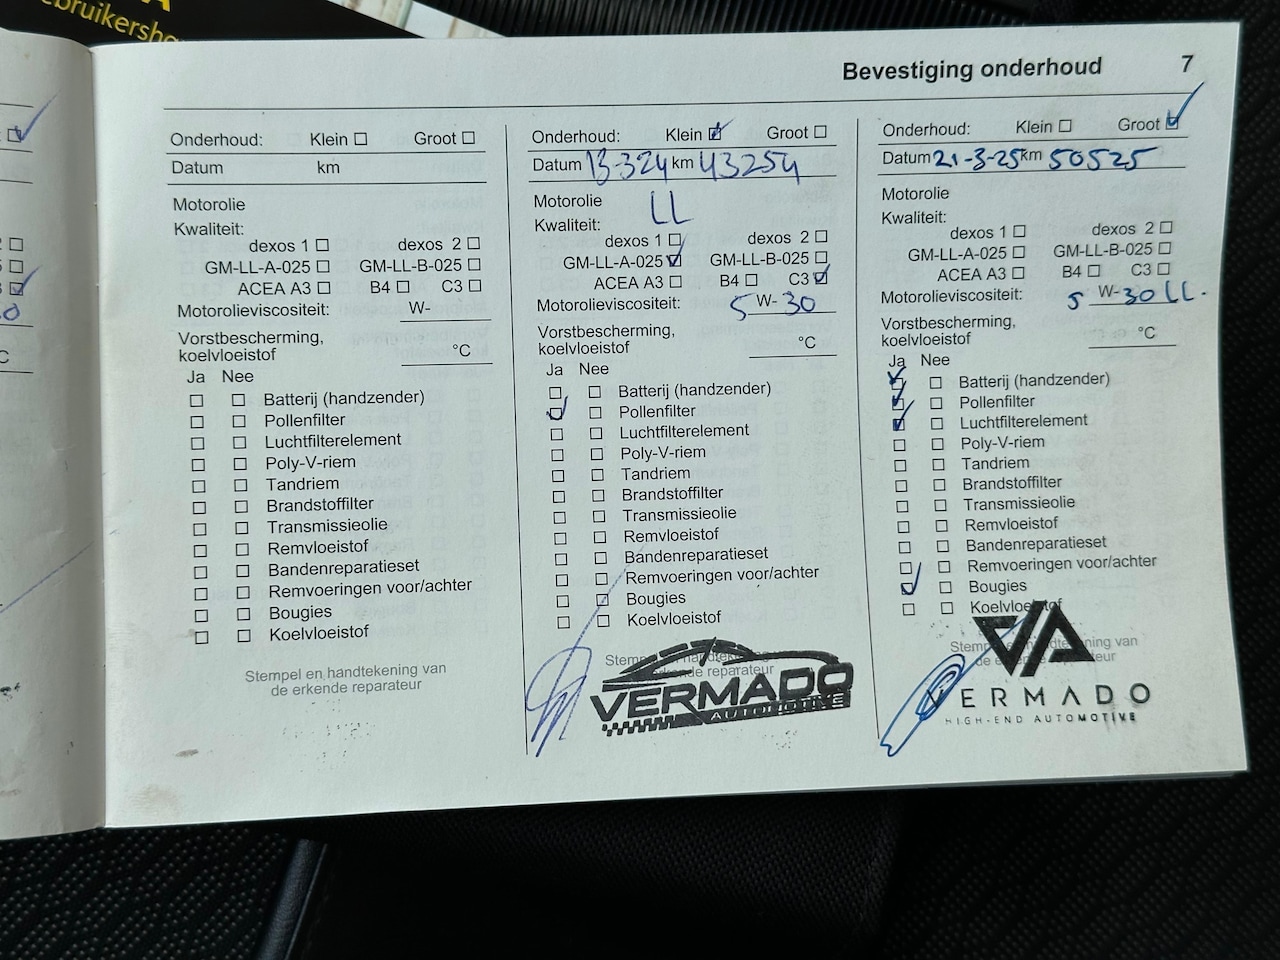 Bevestiging onderhoud 7
Onderhoud: Klein ☐ Groot ☐
Datum km
Motorolie
Kwaliteit:
dexos 1 ☐ dexos 2 ☐
GM-LL-A-025 ☐ GM-LL-B-025 ☐
ACEA A3 ☐ B4 ☐ C3 ☐
Motorolieviscositeit: W-
Vorstbescherming,
koelvloeistof °C
Ja Nee
☐ ☐ Batterij (handzender)
☐ ☐ Pollenfilter
☐ ☐ Luchtfilterelement
☐ ☐ Poly-V-riem
☐ ☐ Tandriem
☐ ☐ Brandstoffilter
☐ ☐ Transmissieolie
☐ ☐ Remvloeistof
☐ ☐ Bandenreparatieset
☐ ☐ Remvoeringen voor/achter
☐ ☐ Bougies
☐ ☐ Koelvloeistof
Stempel en handtekening van
de erkende reparateur
Onderhoud: Klein ☑ Groot ☐
Datum 13-324 km 43254
Motorolie LL
Kwaliteit:
dexos 1 ☐ dexos 2 ☐
GM-LL-A-025 ☑ GM-LL-B-025 ☐
ACEA A3 ☐ B4 ☐ C3 ☑
Motorolieviscositeit: 5 W- 30
Vorstbescherming,
koelvloeistof °C
Ja Nee
☐ ☐ Batterij (handzender)
☑ ☐ Pollenfilter
☐ ☐ Luchtfilterelement
☐ ☐ Poly-V-riem
☐ ☐ Tandriem
☐ ☐ Brandstoffilter
☐ ☐ Transmissieolie
☐ ☐ Remvloeistof
☐ ☐ Bandenreparatieset
☐ ☐ Remvoeringen voor/achter
☐ ☐ Bougies
☐ ☐ Koelvloeistof
erkende reparateur
VERMADO
AUTOMOTIVE
Onderhoud: Klein ☐ Groot ☑
Datum 21-3-25 km 50525
Motorolie
Kwaliteit:
dexos 1 ☐ dexos 2 ☐
GM-LL-A-025 ☐ GM-LL-B-025 ☐
ACEA A3 ☐ B4 ☐ C3 ☐
Motorolieviscositeit: 5 W- 30 LL.
Vorstbescherming,
koelvloeistof °C
Ja Nee
☑ ☐ Batterij (handzender)
☑ ☐ Pollenfilter
☑ ☐ Luchtfilterelement
☐ ☐ Poly-V-riem
☐ ☐ Tandriem
☐ ☐ Brandstoffilter
☐ ☐ Transmissieolie
☐ ☐ Remvloeistof
☐ ☐ Bandenreparatieset
☐ ☐ Remvoeringen voor/achter
☑ ☐ Bougies
☐ ☐ Koelvloeistof
VERMADO
HIGH-END AUTOMOTIVE